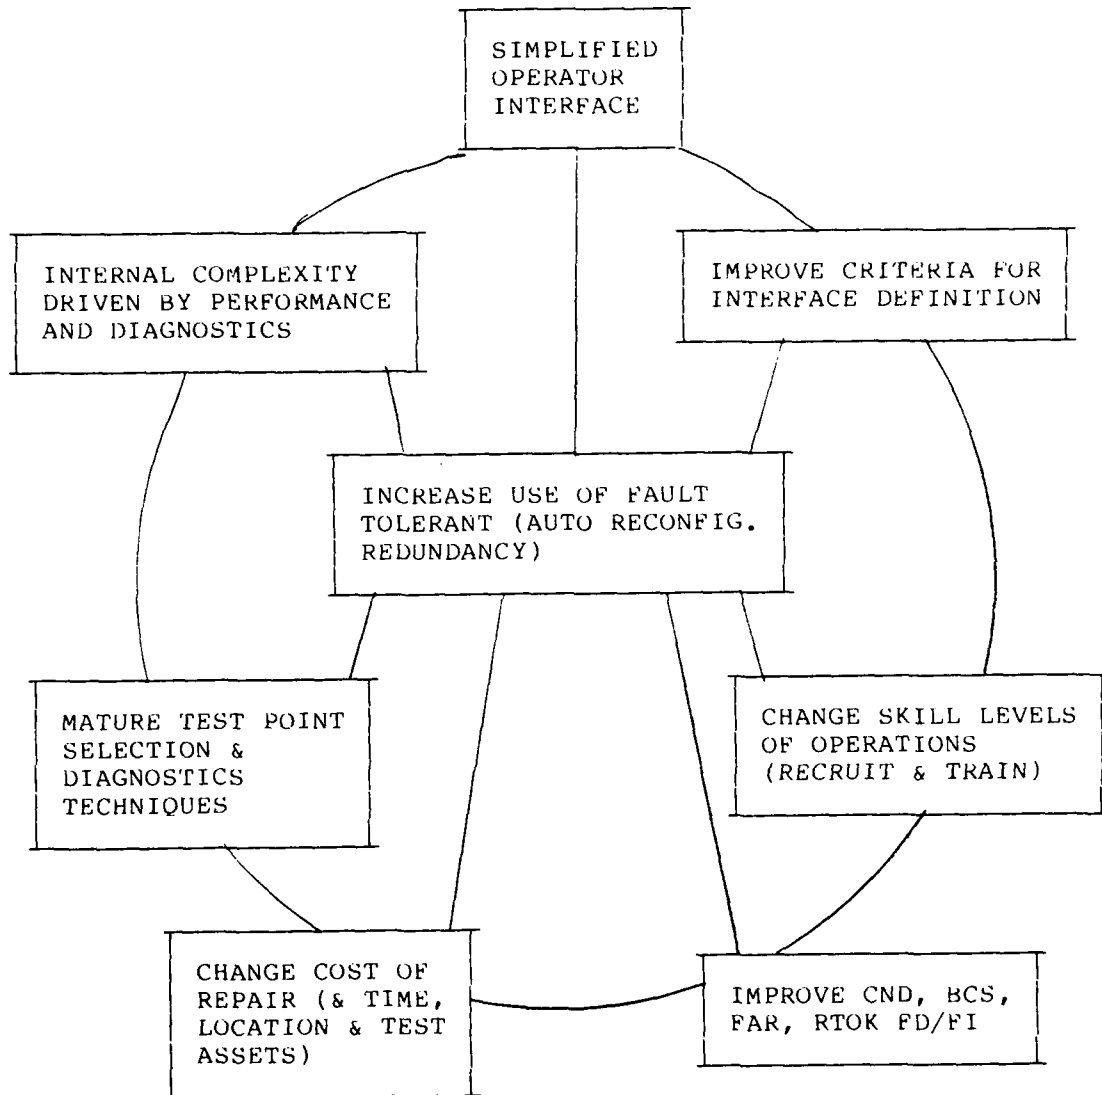 SIMPLIFIED
OPERATOR
INTERFACE
INTERNAL COMPLEXITY
DRIVEN BY PERFORMANCE
AND DIAGNOSTICS
IMPROVE CRITERIA FOR
INTERFACE DEFINITION
INCREASE USE OF FAULT
TOLERANT (AUTO RECONFIG.
REDUNDANCY)
MATURE TEST POINT
SELECTION &
DIAGNOSTICS
TECHNIQUES
CHANGE SKILL LEVELS
OF OPERATIONS
(RECRUIT & TRAIN)
CHANGE COST OF
REPAIR (& TIME,
LOCATION & TEST
ASSETS)
IMPROVE CND, BCS,
FAR, RTOK FD/FI